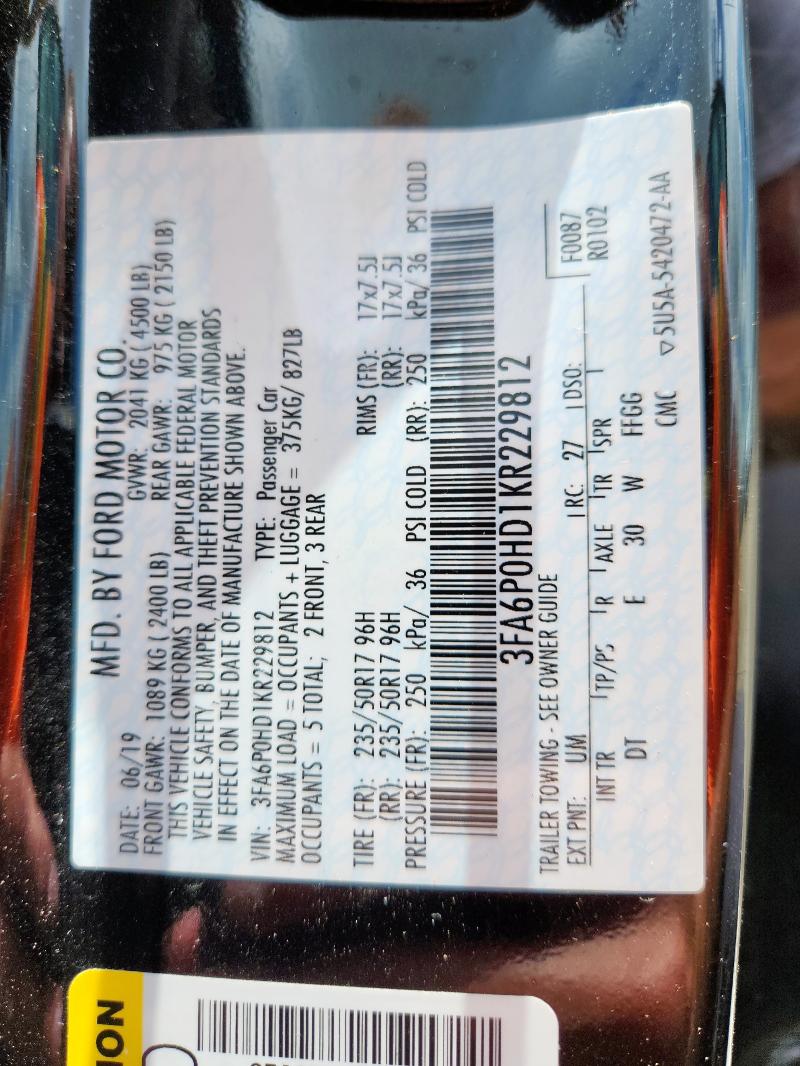 MFD. BY FORD MOTOR CO.
DATE: 06/19 GVWR: 2041 KG ( 4500 LB)
FRONT GAWR: 1089 KG ( 2400 LB) REAR GAWR: 975 KG ( 2150 LB)
THIS VEHICLE CONFORMS TO ALL APPLICABLE FEDERAL MOTOR
VEHICLE SAFETY, BUMPER, AND THEFT PREVENTION STANDARDS
IN EFFECT ON THE DATE OF MANUFACTURE SHOWN ABOVE.
VIN: 3FA6P0HD1KR229812 TYPE: Passenger Car
MAXIMUM LOAD = OCCUPANTS + LUGGAGE = 375KG/ 827LB
OCCUPANTS = 5 TOTAL; 2 FRONT, 3 REAR
TIRE (FR): 235/50R17 96H RIMS (FR): 17x7.5J
(RR): 235/50R17 96H (RR): 17x7.5J
PRESSURE (FR): 250 kPa/ 36 PSI COLD (RR): 250 kPa/ 36 PSI COLD
3FA6P0HD1KR229812
TRAILER TOWING - SEE OWNER GUIDE
EXT PNT: UM RC: 27 DSO: F0087
R0102
INT TR TP/PS R AXLE TR SPR
DT E 30 W FFGG
CMC ▽5U5A-5420472-AA
ION